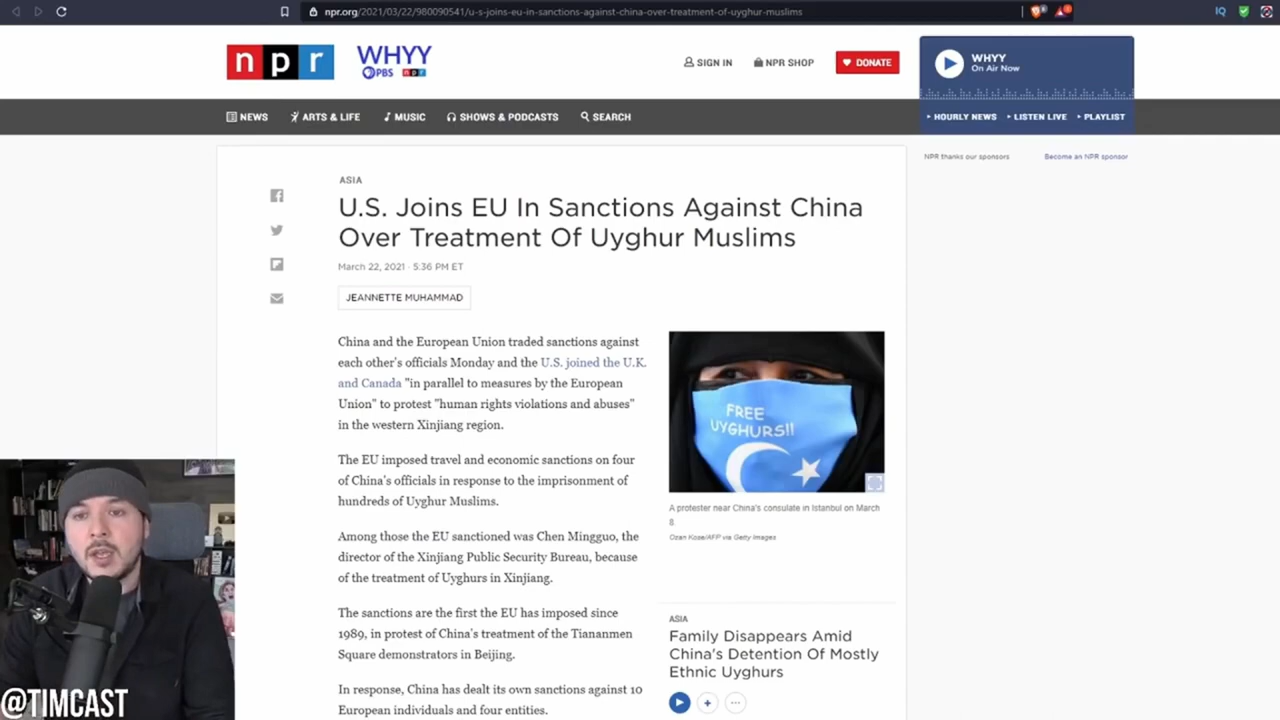 npr.org/2021/03/22/980090541/u-s-joins-eu-in-sanctions-against-china-over-treatment-of-uyghur-muslims
IQ
npr
WHYY
PBS npr
SIGN IN
NPR SHOP
DONATE
WHYY
On Air Now
NEWS
ARTS & LIFE
MUSIC
SHOWS & PODCASTS
SEARCH
HOURLY NEWS
LISTEN LIVE
PLAYLIST
NPR thanks our sponsors
Become an NPR sponsor
ASIA
U.S. Joins EU In Sanctions Against China
Over Treatment Of Uyghur Muslims
March 22, 2021 · 5:36 PM ET
JEANNETTE MUHAMMAD
China and the European Union traded sanctions against
each other's officials Monday and the U.S. joined the U.K.
and Canada "in parallel to measures by the European
Union" to protest "human rights violations and abuses"
in the western Xinjiang region.
The EU imposed travel and economic sanctions on four
of China's officials in response to the imprisonment of
hundreds of Uyghur Muslims.
Among those the EU sanctioned was Chen Mingguo, the
director of the Xinjiang Public Security Bureau, because
of the treatment of Uyghurs in Xinjiang.
The sanctions are the first the EU has imposed since
1989, in protest of China's treatment of the Tiananmen
Square demonstrators in Beijing.
In response, China has dealt its own sanctions against 10
European individuals and four entities.
FREE
UYGHURS!!
A protester near China's consulate in Istanbul on March
8.
Ozan Kose/AFP via Getty Images
ASIA
Family Disappears Amid
China's Detention Of Mostly
Ethnic Uyghurs
@TIMCAST